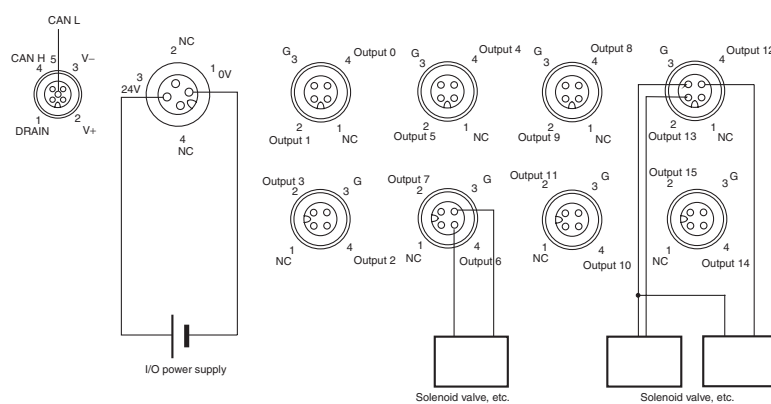 CAN L
CAN H 5 V–
4 3
1 2
DRAIN V+
NC
2
3 1 0V
24V
4
NC
I/O power supply
G Output 0
3 4
2 1
Output 1 NC
G Output 4
3 4
2 1
Output 5 NC
G Output 8
3 4
2 1
Output 9 NC
G Output 12
3 4
2 1
Output 13 NC
Output 3 G
2 3
1 4
NC Output 2
Output 7 G
2 3
1 4
NC Output 6
Output 11 G
2 3
1 4
NC Output 10
Output 15 G
2 3
1 4
NC Output 14
Solenoid valve, etc.
Solenoid valve, etc.